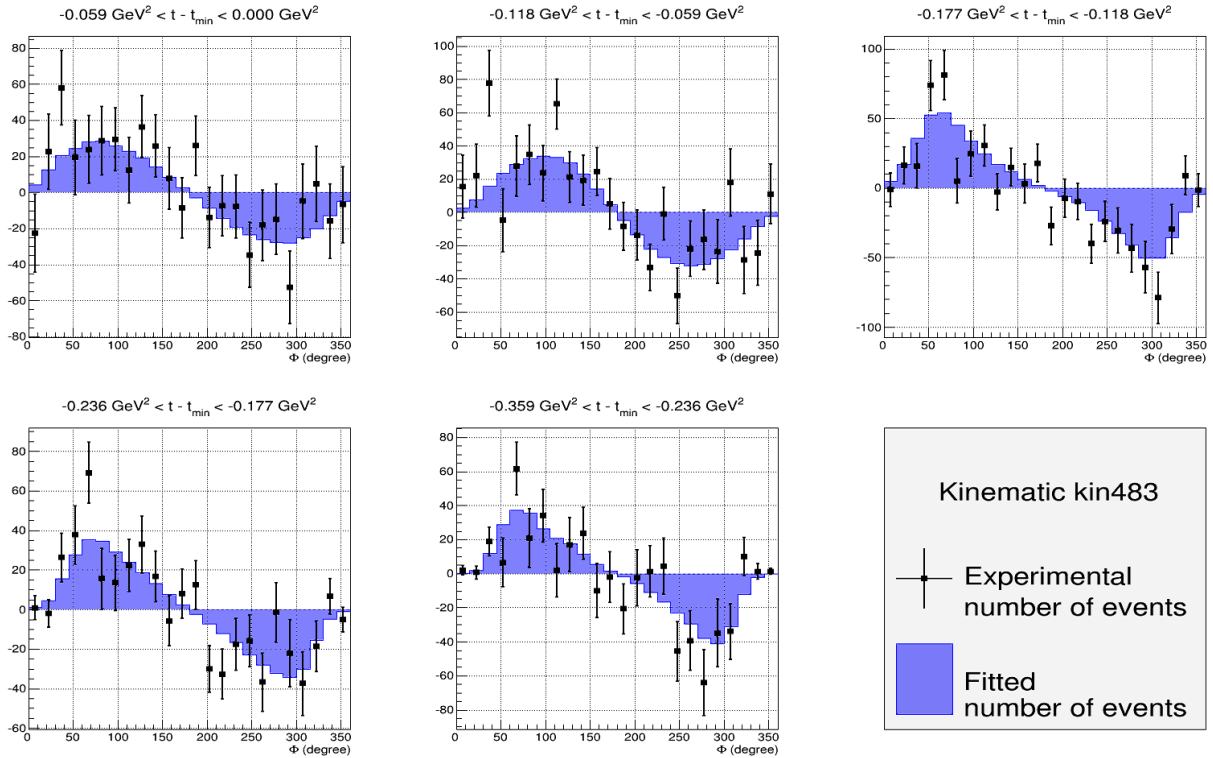 -0.059 GeV² < t - t_min < 0.000 GeV²
80
60
40
20
0
-20
-40
-60
-80
0 50 100 150 200 250 300 350
Φ (degree)
-0.118 GeV² < t - t_min < -0.059 GeV²
100
80
60
40
20
0
-20
-40
-60
0 50 100 150 200 250 300 350
Φ (degree)
-0.177 GeV² < t - t_min < -0.118 GeV²
100
50
0
-50
-100
0 50 100 150 200 250 300 350
Φ (degree)
-0.236 GeV² < t - t_min < -0.177 GeV²
80
60
40
20
0
-20
-40
-60
0 50 100 150 200 250 300 350
Φ (degree)
-0.359 GeV² < t - t_min < -0.236 GeV²
80
60
40
20
0
-20
-40
-60
-80
0 50 100 150 200 250 300 350
Φ (degree)
Kinematic kin483
Experimental
number of events
Fitted
number of events